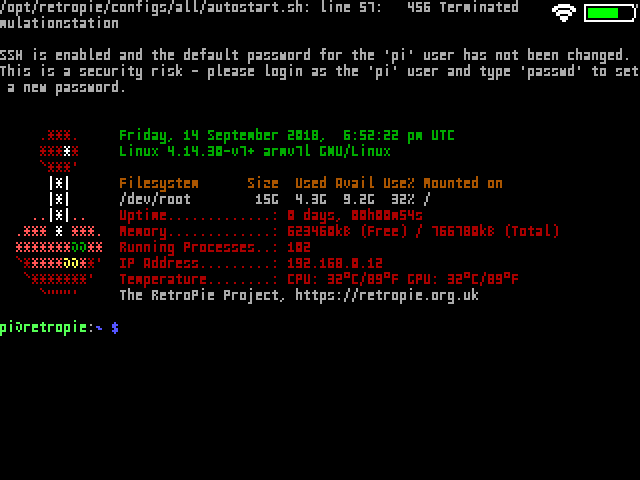 /opt/retropie/configs/all/autostart.sh: line 57:   456 Terminated
mulationstation
SSH is enabled and the default password for the 'pi' user has not been changed.
This is a security risk - please login as the 'pi' user and type 'passwd' to set
 a new password.
Friday, 14 September 2018,  6:52:22 pm UTC
Linux 4.14.30-v7+ armv7l GNU/Linux
Filesystem      Size  Used Avail Use% Mounted on
/dev/root        15G  4.3G  9.2G  32% /
Uptime.............: 0 days, 00h00m54s
Memory.............: 623460kB (Free) / 766780kB (Total)
Running Processes..: 102
IP Address.........: 192.168.0.12
Temperature........: CPU: 32°C/89°F GPU: 32°C/89°F
The RetroPie Project, https://retropie.org.uk
pi@retropie:~ $